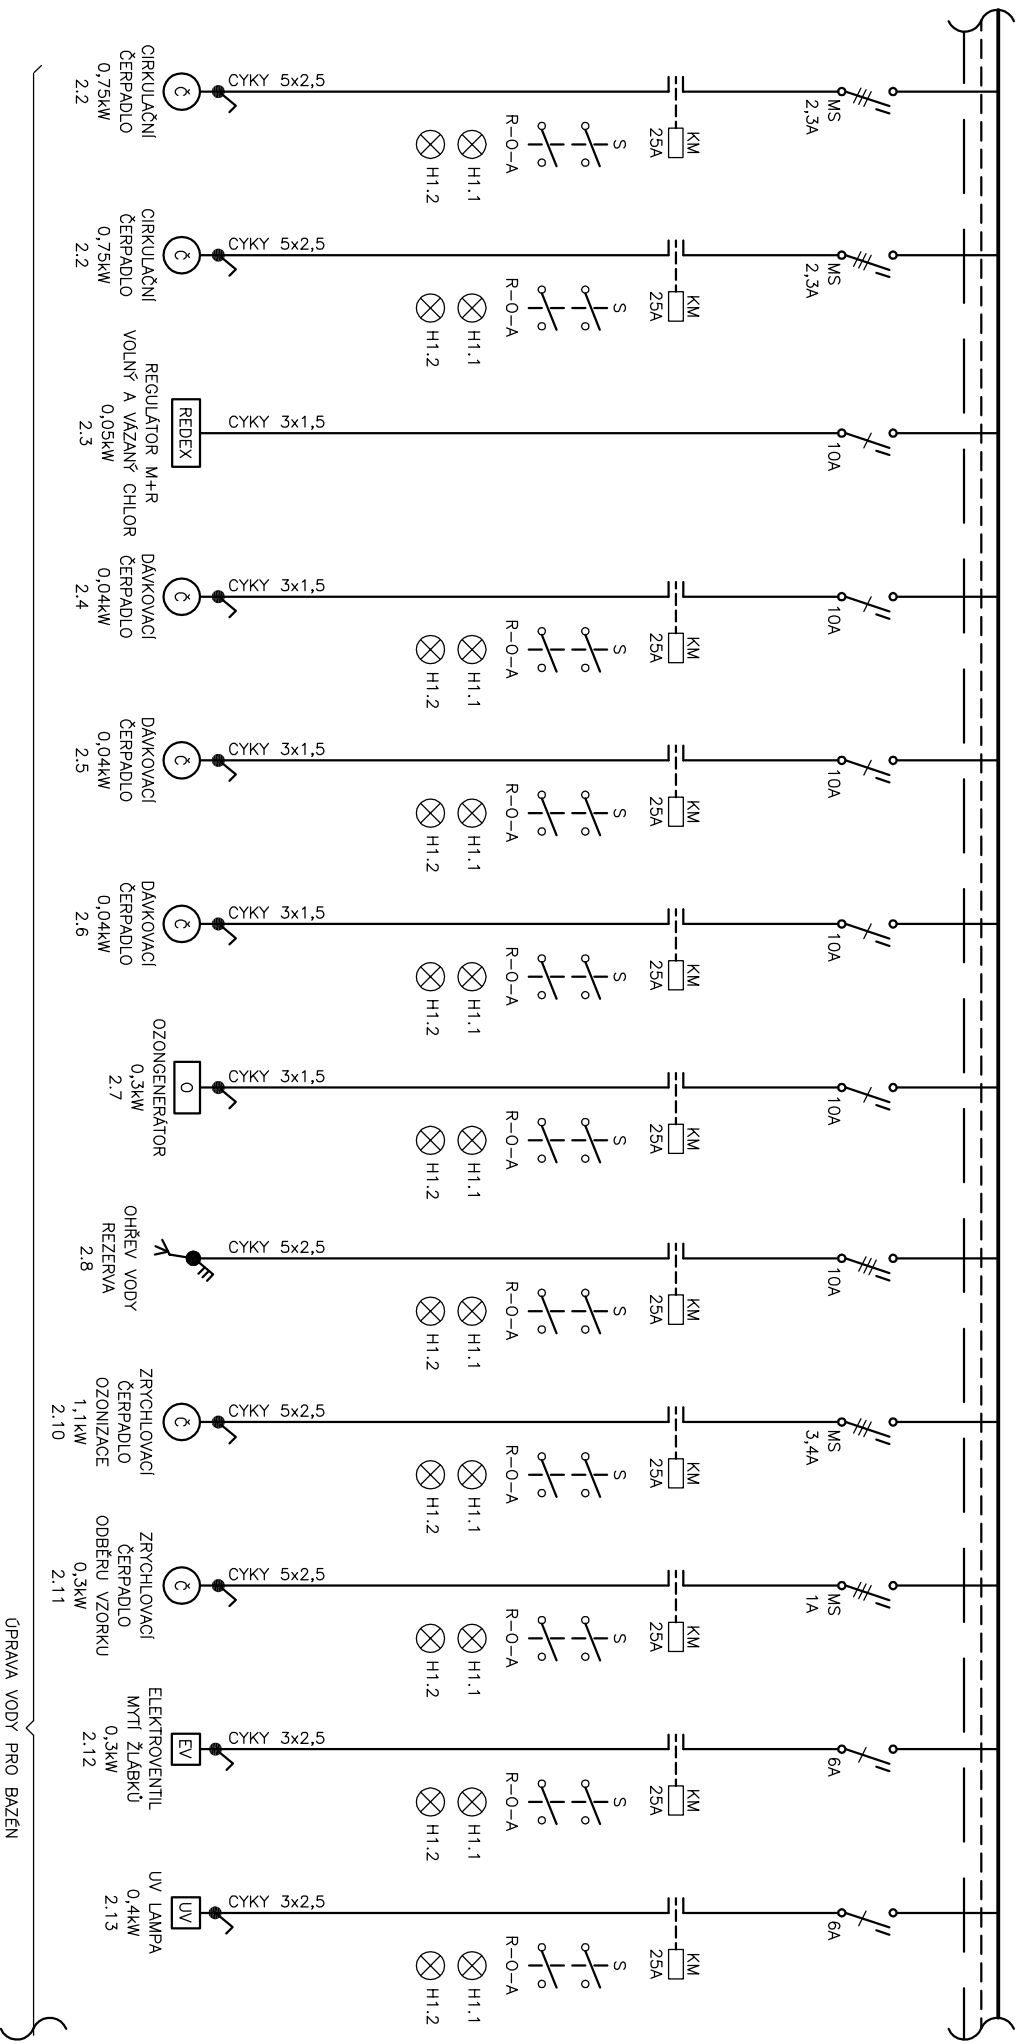 MS
2,3A
KM
25A
S
R-O-A
H1.1
H1.2
CYKY 5x2,5
Č
CIRKULAČNÍ
ČERPADLO
0,75kW
2.2
MS
2,3A
KM
25A
S
R-O-A
H1.1
H1.2
CYKY 5x2,5
Č
CIRKULAČNÍ
ČERPADLO
0,75kW
2.2
10A
CYKY 3x1,5
REDEX
REGULÁTOR M+R
VOLNÝ A VÁZANÝ CHLOR
0,05kW
2.3
10A
KM
25A
S
R-O-A
H1.1
H1.2
CYKY 3x1,5
Č
DÁVKOVACÍ
ČERPADLO
0,04kW
2.4
10A
KM
25A
S
R-O-A
H1.1
H1.2
CYKY 3x1,5
Č
DÁVKOVACÍ
ČERPADLO
0,04kW
2.5
10A
KM
25A
S
R-O-A
H1.1
H1.2
CYKY 3x1,5
Č
DÁVKOVACÍ
ČERPADLO
0,04kW
2.6
10A
KM
25A
S
R-O-A
H1.1
H1.2
CYKY 3x1,5
O
OZONGENERÁTOR
0,3kW
2.7
10A
KM
25A
S
R-O-A
H1.1
H1.2
CYKY 5x2,5
OHŘEV VODY
REZERVA
2.8
MS
3,4A
KM
25A
S
R-O-A
H1.1
H1.2
CYKY 5x2,5
Č
ZRYCHLOVACÍ
ČERPADLO
OZONIZACE
1,1kW
2.10
MS
1A
KM
25A
S
R-O-A
H1.1
H1.2
CYKY 5x2,5
Č
ZRYCHLOVACÍ
ČERPADLO
ODBĚRU VZORKU
0,3kW
2.11
6A
KM
25A
S
R-O-A
H1.1
H1.2
CYKY 3x2,5
EV
ELEKTROVENTIL
MYTÍ ŽLÁBKŮ
0,3kW
2.12
6A
KM
25A
S
R-O-A
H1.1
H1.2
CYKY 3x2,5
UV
UV LAMPA
0,4kW
2.13
ÚPRAVA VODY PRO BAZÉN